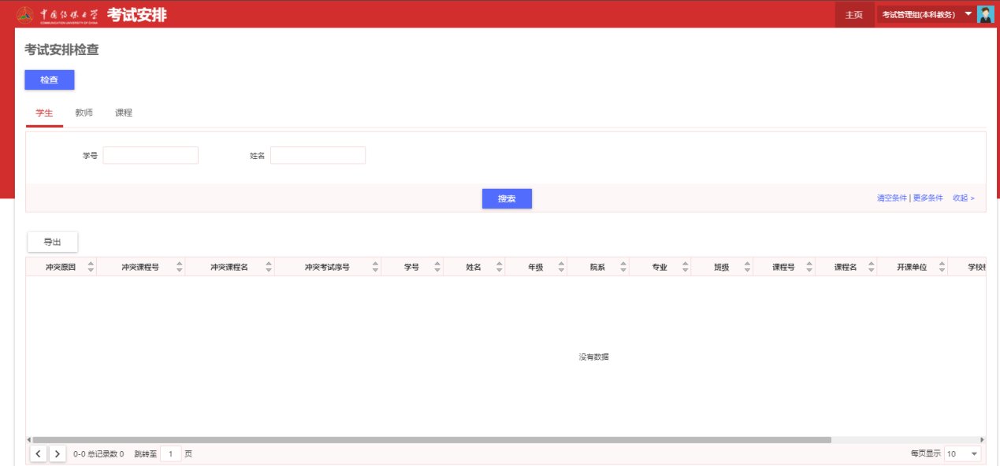 中国传媒大学 考试安排 主页 考试管理组(本科教务)
COMMUNICATION UNIVERSITY OF CHINA
考试安排检查
检查
学生 教师 课程
学号 姓名
搜索 清空条件 | 更多条件 收起 >
导出
冲突原因 冲突课程号 冲突课程名 冲突考试序号 学号 姓名 年级 院系 专业 班级 课程号 课程名 开课单位 学校
没有数据
0-0 总记录数 0 跳转至 1 页 每页显示 10